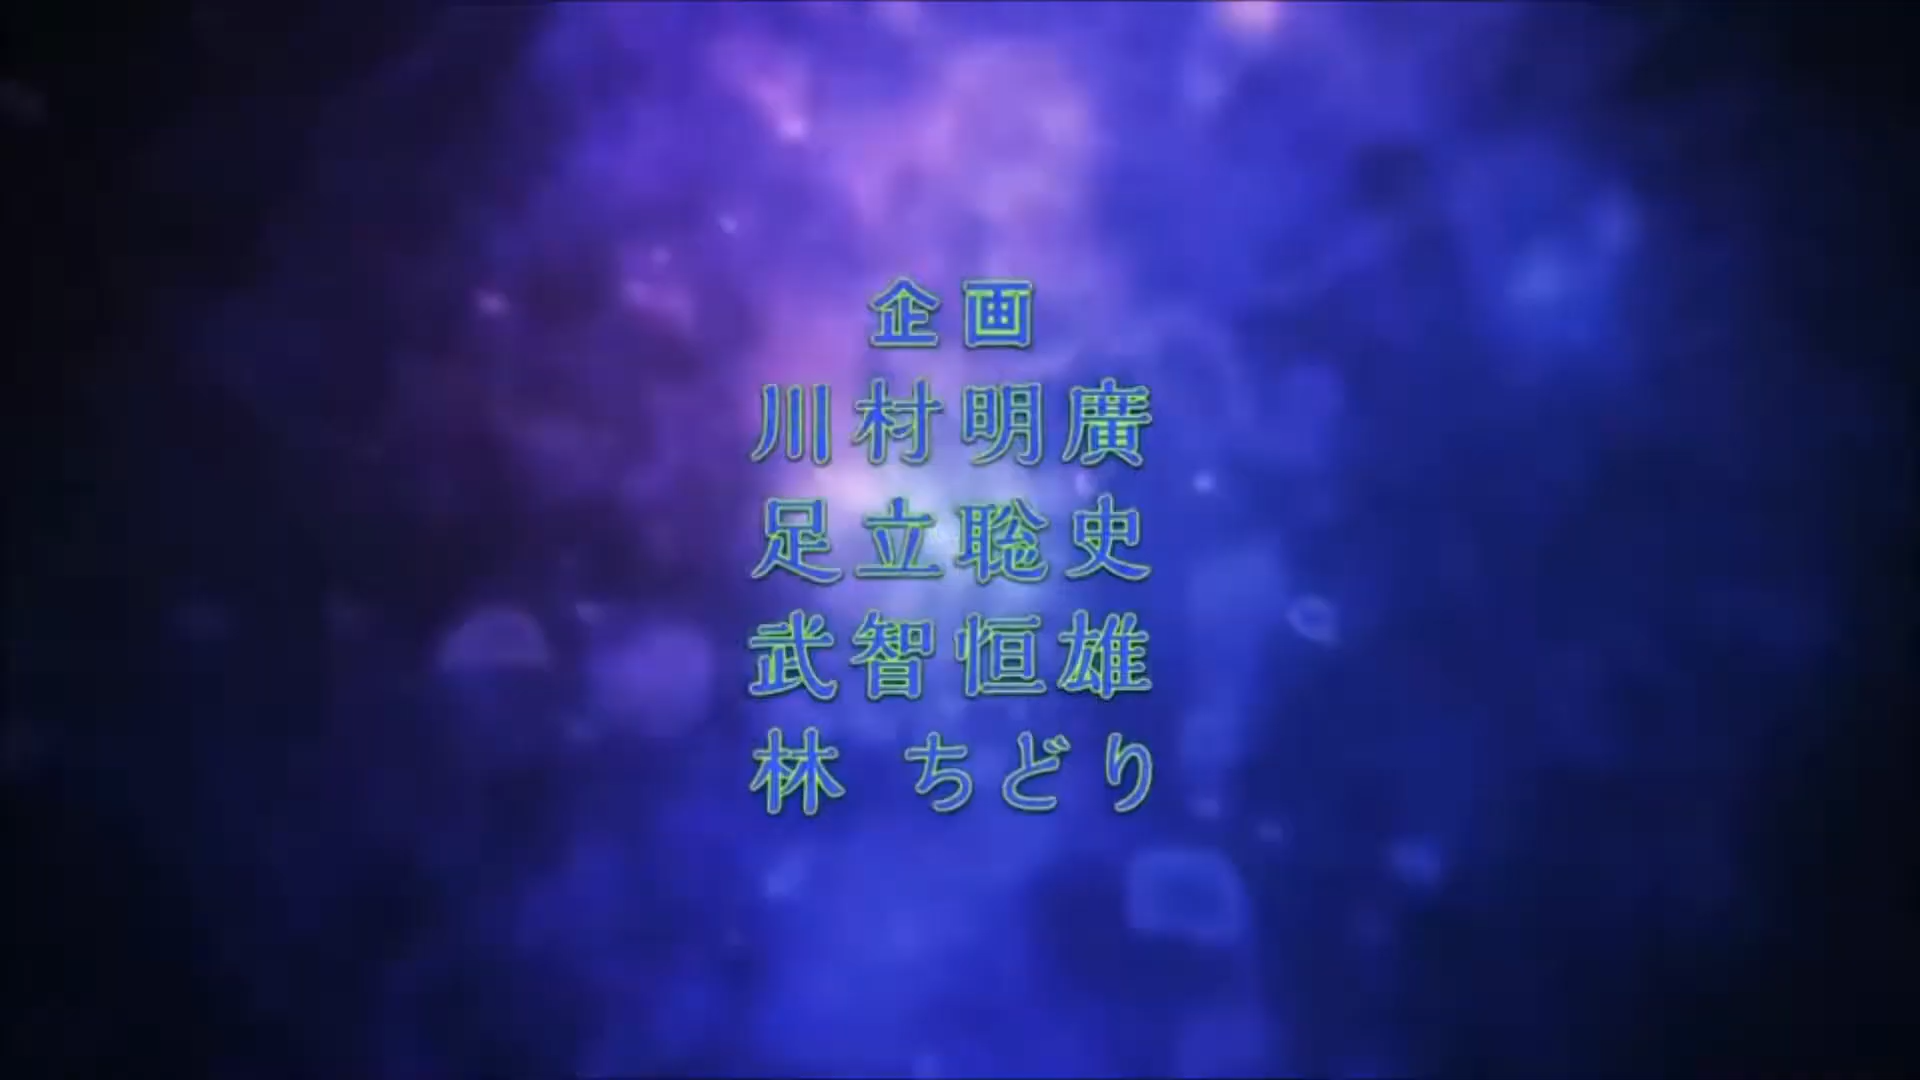 企画
川村明廣
足立聡史
武智恒雄
林 ちどり